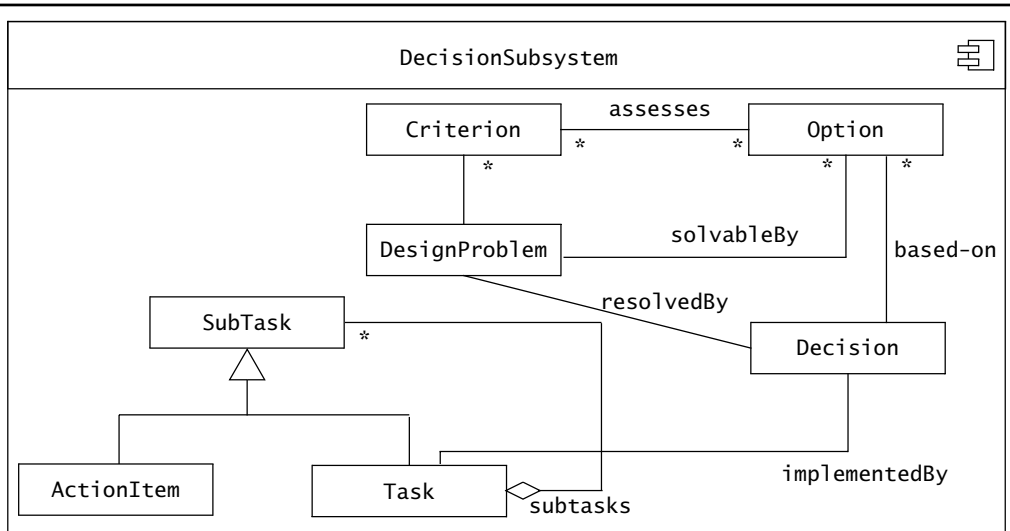 DecisionSubsystem
assesses
Criterion
Option
*
*
*
*
*
solvableBy
DesignProblem
based-on
resolvedBy
SubTask
*
Decision
implementedBy
ActionItem
Task
subtasks